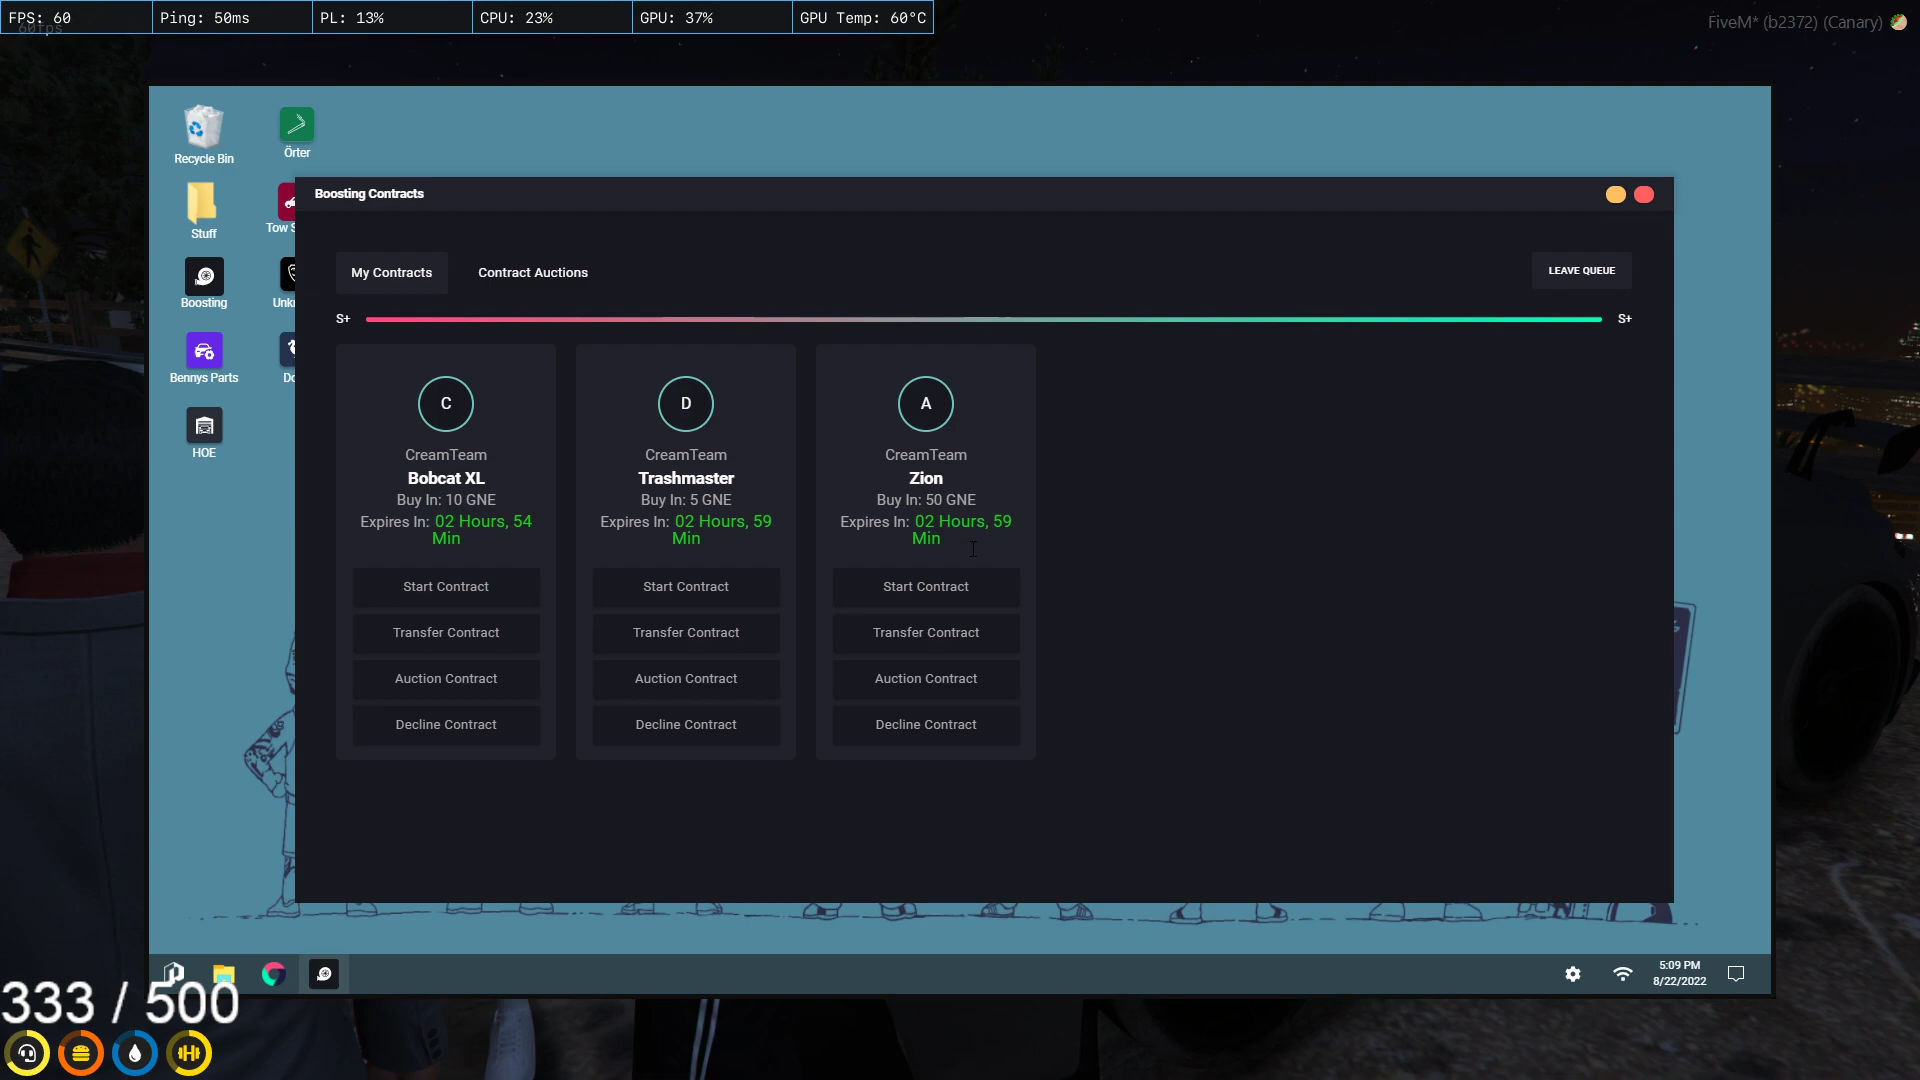 FPS: 60
Ping: 50ms
PL: 13%
CPU: 23%
GPU: 37%
GPU Temp: 60°C
60fps
FiveM* (b2372) (Canary)
Recycle Bin
Örter
Stuff
Tow S
Boosting
Unk
Bennys Parts
HOE
Boosting Contracts
My Contracts
Contract Auctions
LEAVE QUEUE
S+
S+
C
CreamTeam
Bobcat XL
Buy In: 10 GNE
Expires In: 02 Hours, 54
Min
Start Contract
Transfer Contract
Auction Contract
Decline Contract
D
CreamTeam
Trashmaster
Buy In: 5 GNE
Expires In: 02 Hours, 59
Min
Start Contract
Transfer Contract
Auction Contract
Decline Contract
A
CreamTeam
Zion
Buy In: 50 GNE
Expires In: 02 Hours, 59
Min
Start Contract
Transfer Contract
Auction Contract
Decline Contract
5:09 PM
8/22/2022
333 / 500